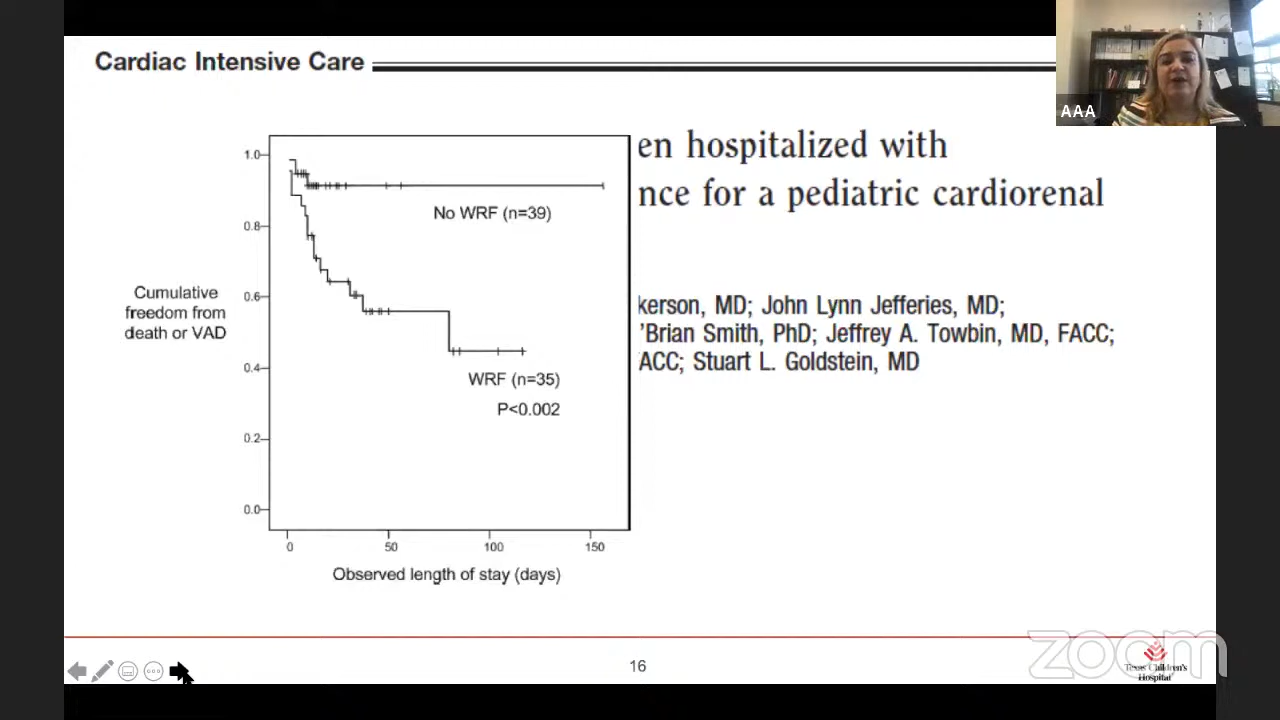 Cardiac Intensive Care
AAA
en hospitalized with
nce for a pediatric cardiorenal
kerson, MD; John Lynn Jefferies, MD;
'Brian Smith, PhD; Jeffrey A. Towbin, MD, FACC;
ACC; Stuart L. Goldstein, MD
1.0
0.8
0.6
0.4
0.2
0.0
Cumulative
freedom from
death or VAD
No WRF (n=39)
WRF (n=35)
P<0.002
0 50 100 150
Observed length of stay (days)
16
zoom
Texas Children's
Hospital